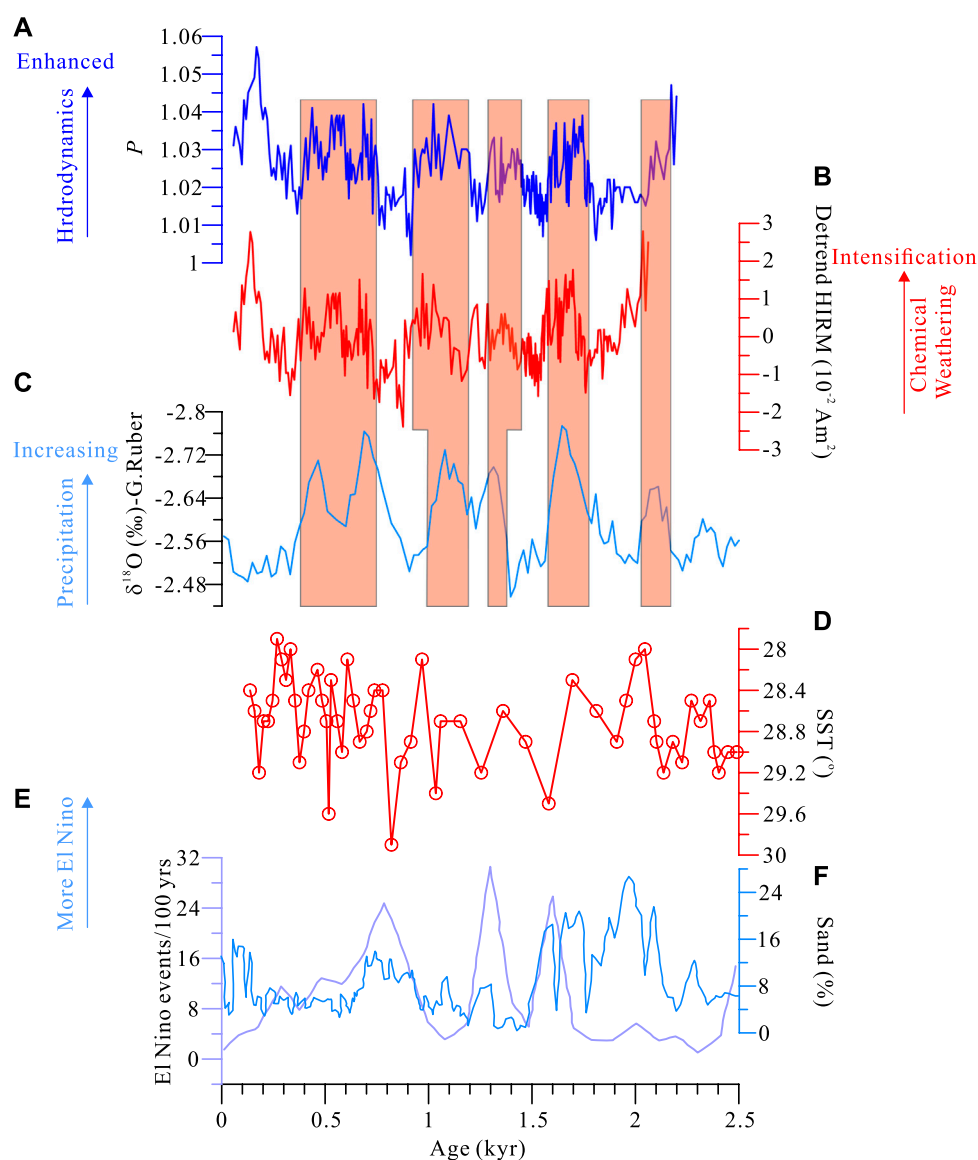 A
Enhanced
Hrdrodynamics
P
1.06
1.05
1.04
1.03
1.02
1.01
1
B
Intensification
Chemical
Weathering
Detrend HIRM (10⁻² Am²)
3
2
1
0
-1
-2
-3
C
Increasing
Precipitation
δ¹⁸O (‰)-G.Ruber
-2.8
-2.72
-2.64
-2.56
-2.48
D
SST (°)
28
28.4
28.8
29.2
29.6
30
E
More El Nino
El Nino events/100 yrs
32
24
16
8
0
F
Sand (%)
24
16
8
0
0
0.5
1
1.5
2
2.5
Age (kyr)